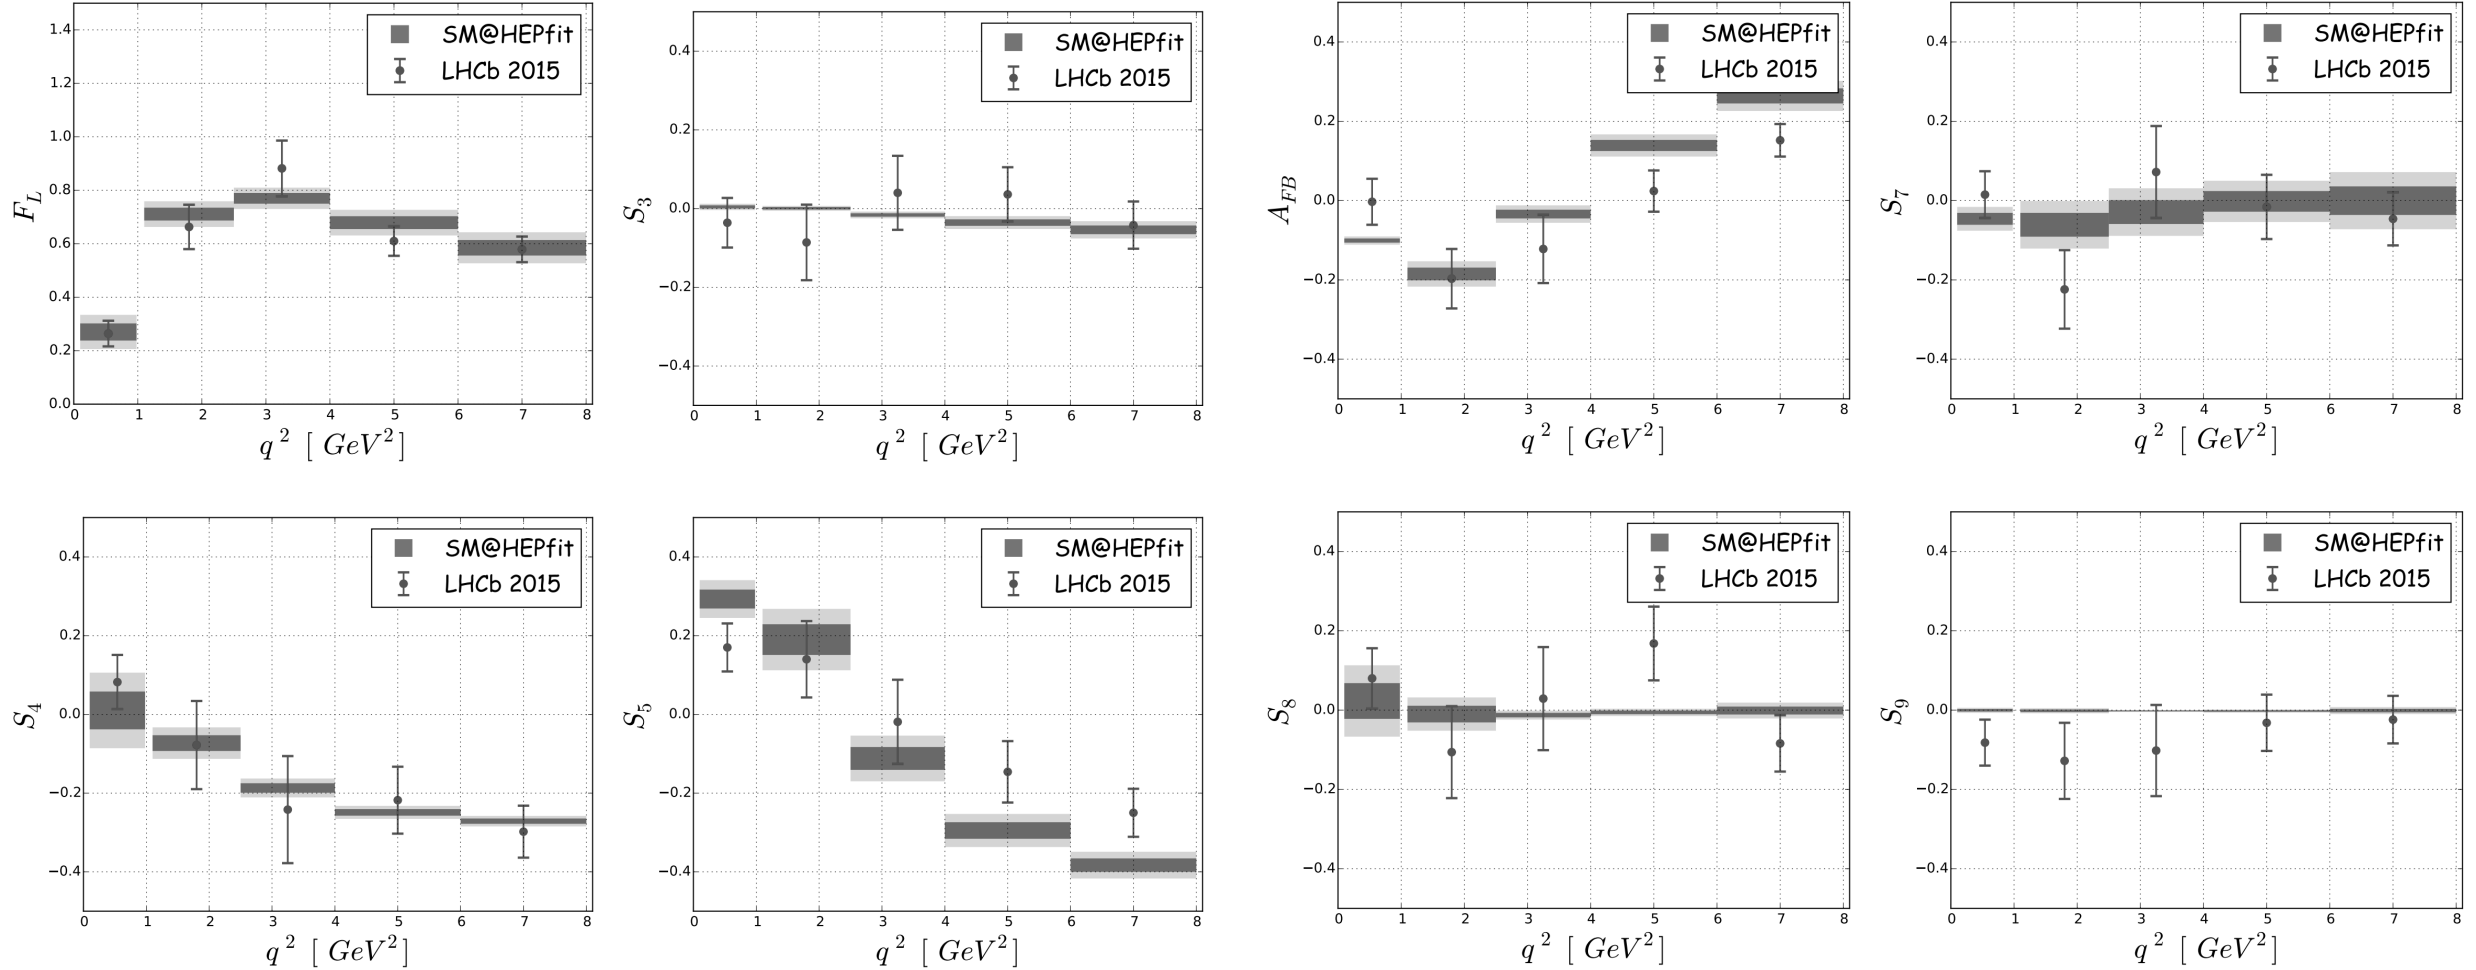 SM@HEPfit
LHCb 2015
F_L
1.4
1.2
1.0
0.8
0.6
0.4
0.2
0.0
0 1 2 3 4 5 6 7 8
q² [ GeV² ]
SM@HEPfit
LHCb 2015
S_3
0.4
0.2
0.0
−0.2
−0.4
0 1 2 3 4 5 6 7 8
q² [ GeV² ]
SM@HEPfit
LHCb 2015
A_FB
0.4
0.2
0.0
−0.2
−0.4
0 1 2 3 4 5 6 7 8
q² [ GeV² ]
SM@HEPfit
LHCb 2015
S_7
0.4
0.2
0.0
−0.2
−0.4
0 1 2 3 4 5 6 7 8
q² [ GeV² ]
SM@HEPfit
LHCb 2015
S_4
0.4
0.2
0.0
−0.2
−0.4
0 1 2 3 4 5 6 7 8
q² [ GeV² ]
SM@HEPfit
LHCb 2015
S_5
0.4
0.2
0.0
−0.2
−0.4
0 1 2 3 4 5 6 7 8
q² [ GeV² ]
SM@HEPfit
LHCb 2015
S_8
0.4
0.2
0.0
−0.2
−0.4
0 1 2 3 4 5 6 7 8
q² [ GeV² ]
SM@HEPfit
LHCb 2015
S_9
0.4
0.2
0.0
−0.2
−0.4
0 1 2 3 4 5 6 7 8
q² [ GeV² ]